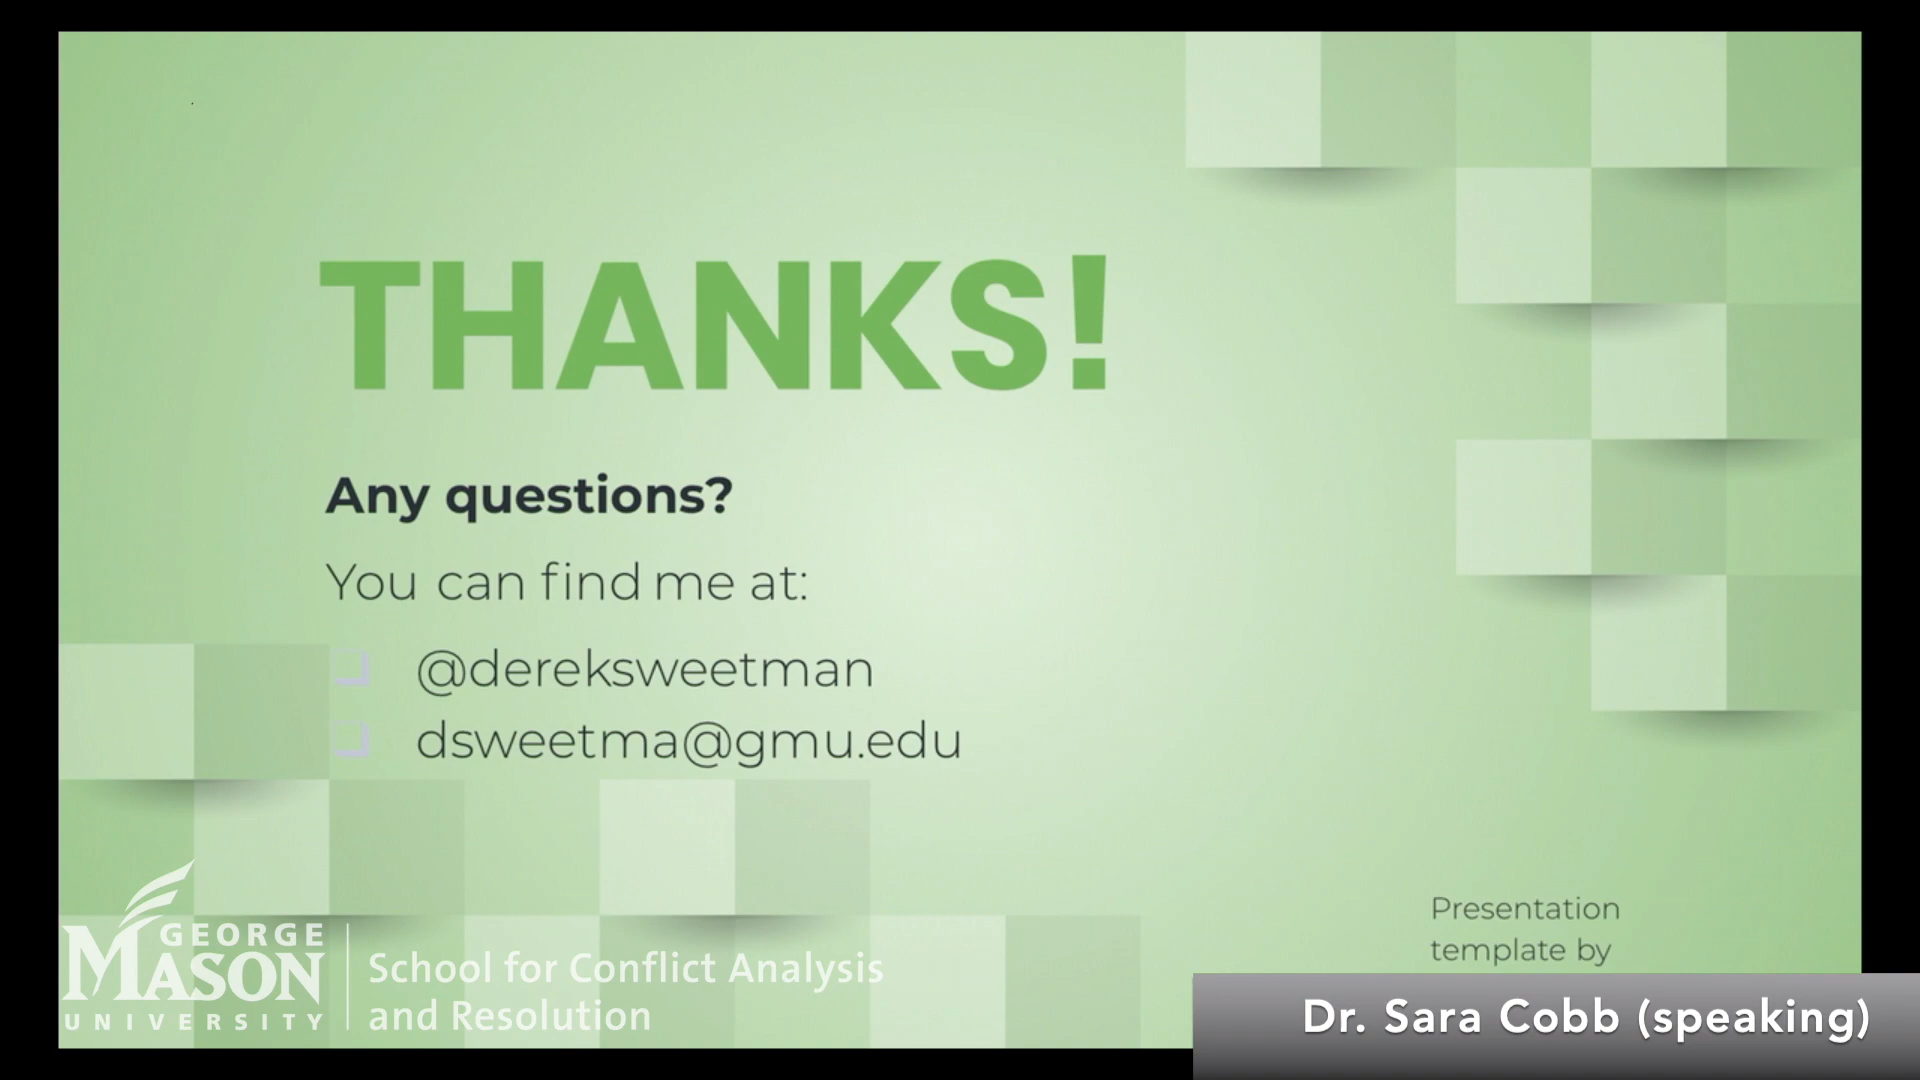 THANKS!
Any questions?
You can find me at:
@dereksweetman
dsweetma@gmu.edu
Presentation
template by
GEORGE
MASON
UNIVERSITY
School for Conflict Analysis
and Resolution
Dr. Sara Cobb (speaking)